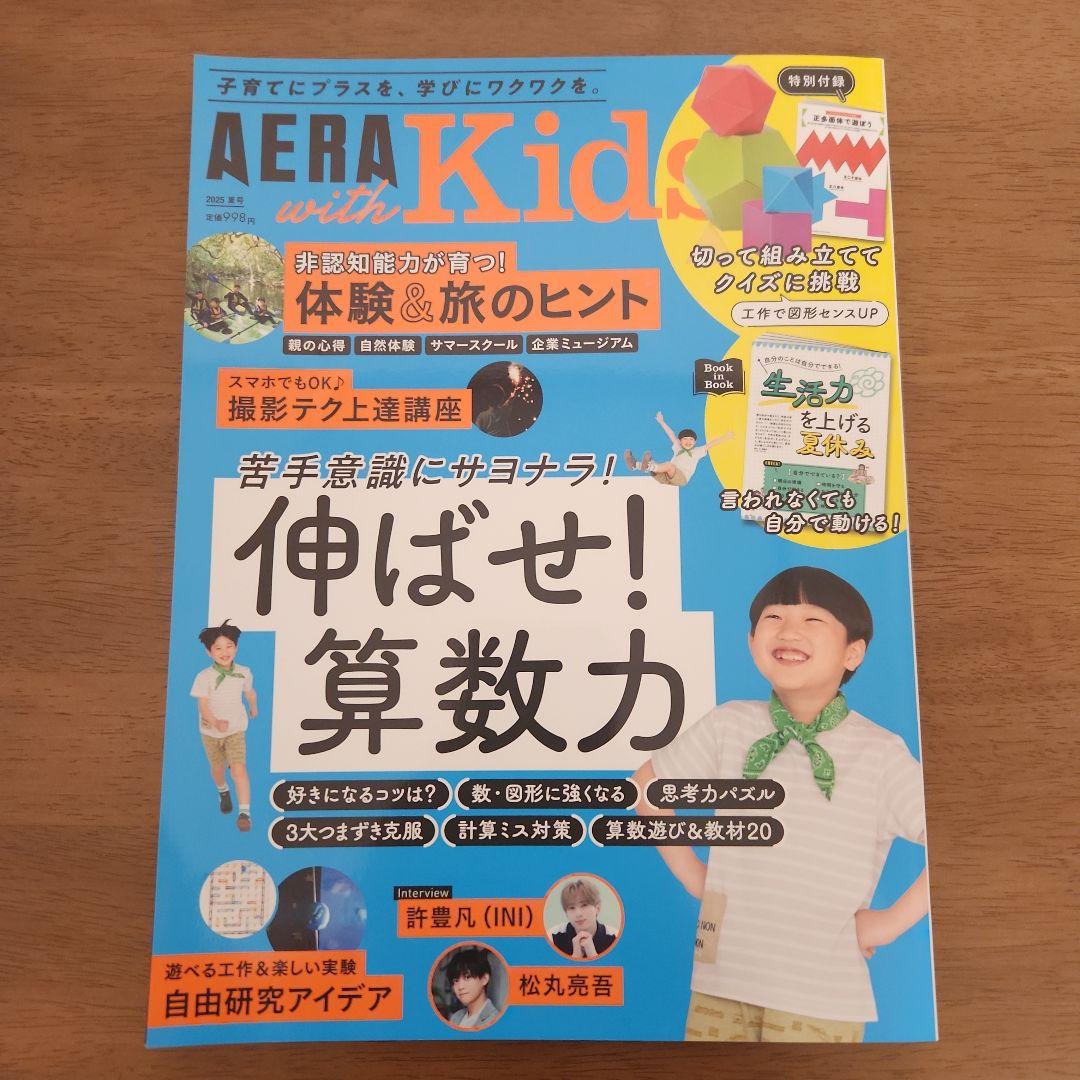 子育てにプラスを、学びにワクワクを。
AERA with Kids
2025 夏号
定価998円
特別付録
正多面体で遊ぼう
切って組み立てて
クイズに挑戦
工作で図形センスUP
非認知能力が育つ!
体験&旅のヒント
親の心得 自然体験 サマースクール 企業ミュージアム
スマホでもOK♪
撮影テク上達講座
Book in Book
自分のことは自分でできる!
生活力
を上げる
夏休み
言われなくても
自分で動ける!
苦手意識にサヨナラ!
伸ばせ!
算数力
好きになるコツは? 数・図形に強くなる 思考力パズル
3大つまずき克服 計算ミス対策 算数遊び&教材20
Interview
許豊凡(INI)
松丸亮吾
遊べる工作&楽しい実験
自由研究アイデア